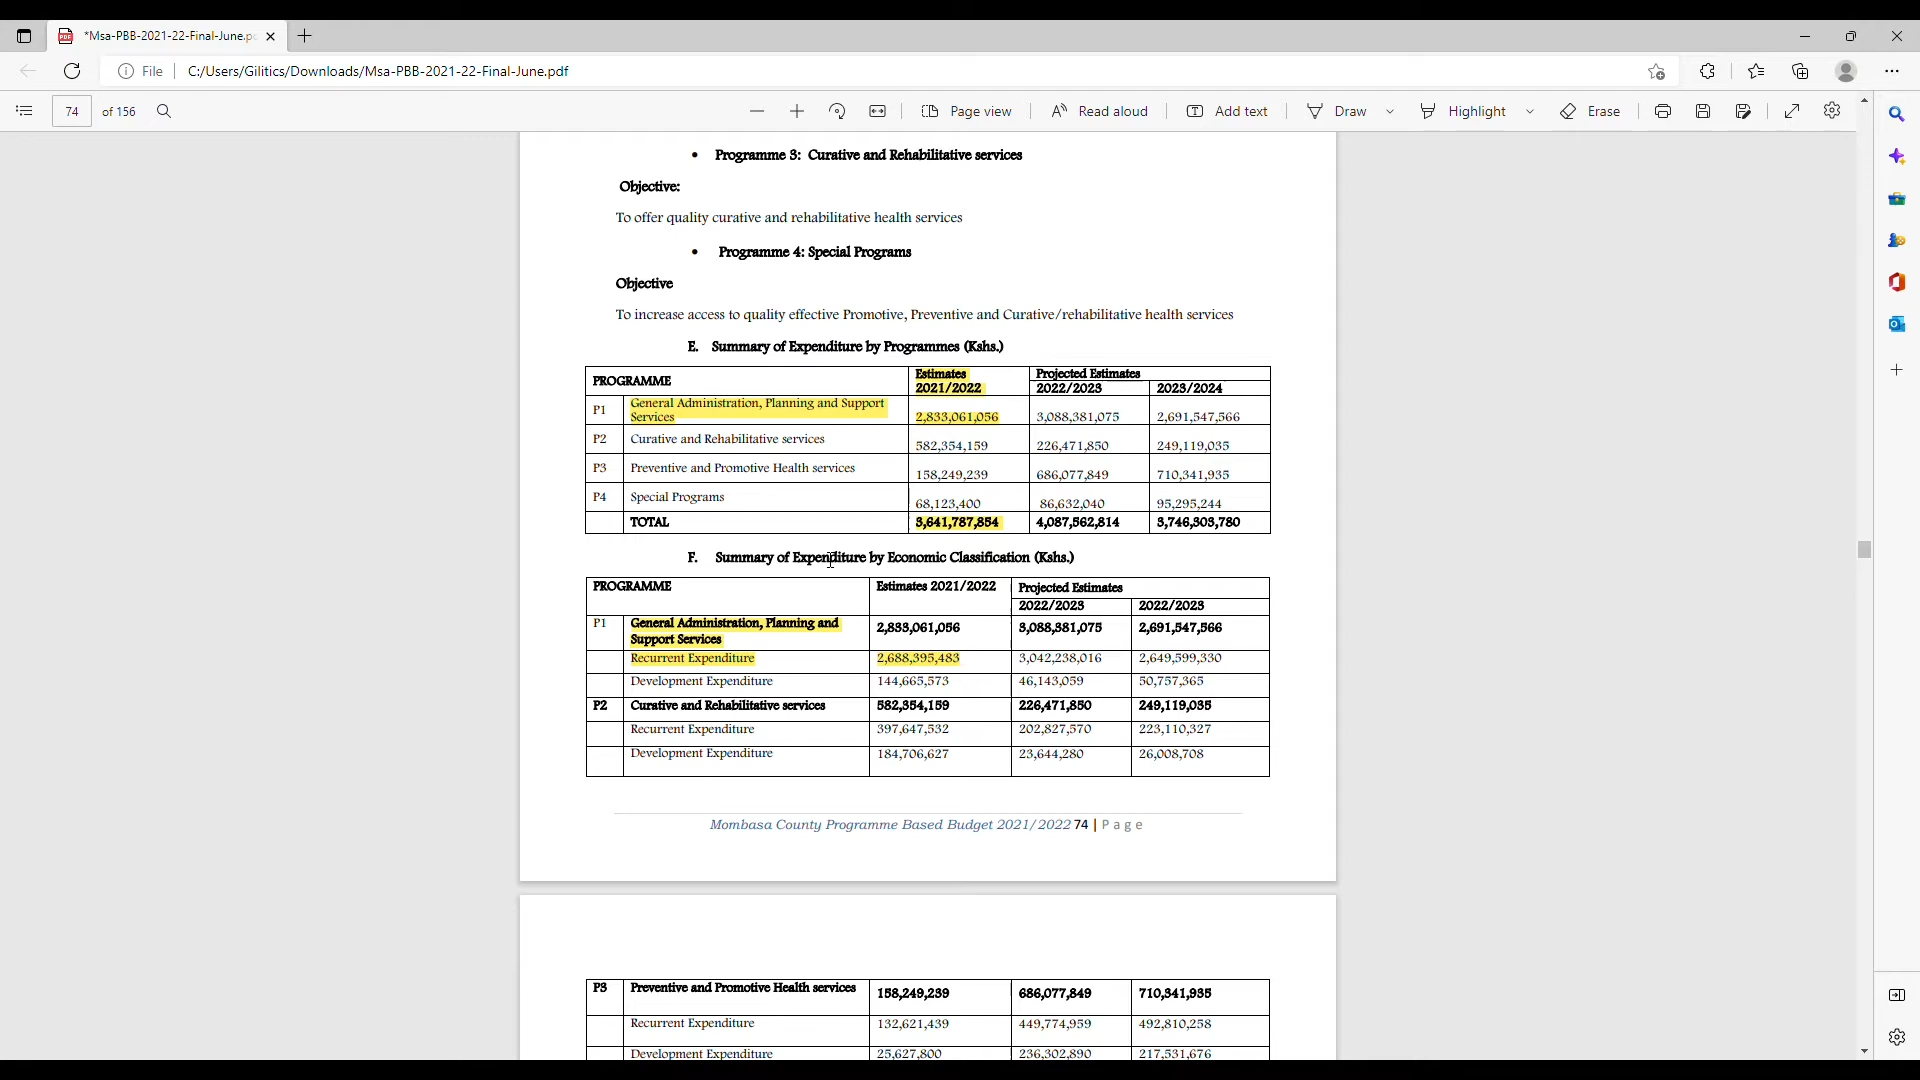 *Msa-PBB-2021-22-Final-June.p
File C:/Users/Gilitics/Downloads/Msa-PBB-2021-22-Final-June.pdf
74 of 156 Page view Read aloud Add text Draw Highlight Erase
• Programme 3: Curative and Rehabilitative services
Objective:
To offer quality curative and rehabilitative health services
• Programme 4: Special Programs
Objective
To increase access to quality effective Promotive, Preventive and Curative/rehabilitative health services
E. Summary of Expenditure by Programmes (Kshs.)
PROGRAMME Estimates 2021/2022 Projected Estimates
2022/2023 2023/2024
P1 General Administration, Planning and Support
Services 2,833,061,056 3,088,381,075 2,691,547,566
P2 Curative and Rehabilitative services 582,354,159 226,471,850 249,119,035
P3 Preventive and Promotive Health services 158,249,239 686,077,849 710,341,935
P4 Special Programs 68,123,400 86,632,040 95,295,244
TOTAL 3,641,787,854 4,087,562,814 3,746,303,780
F. Summary of Expenditure by Economic Classification (Kshs.)
PROGRAMME Estimates 2021/2022 Projected Estimates
2022/2023 2022/2023
P1 General Administration, Planning and
Support Services 2,833,061,056 3,088,381,075 2,691,547,566
Recurrent Expenditure 2,688,395,483 3,042,238,016 2,649,599,330
Development Expenditure 144,665,573 46,143,059 50,757,365
P2 Curative and Rehabilitative services 582,354,159 226,471,850 249,119,035
Recurrent Expenditure 397,647,532 202,827,570 223,110,327
Development Expenditure 184,706,627 23,644,280 26,008,708
Mombasa County Programme Based Budget 2021/2022 74 | Page
P3 Preventive and Promotive Health services 158,249,239 686,077,849 710,341,935
Recurrent Expenditure 132,621,439 449,774,959 492,810,258
Development Expenditure 25,627,800 236,302,890 217,531,676